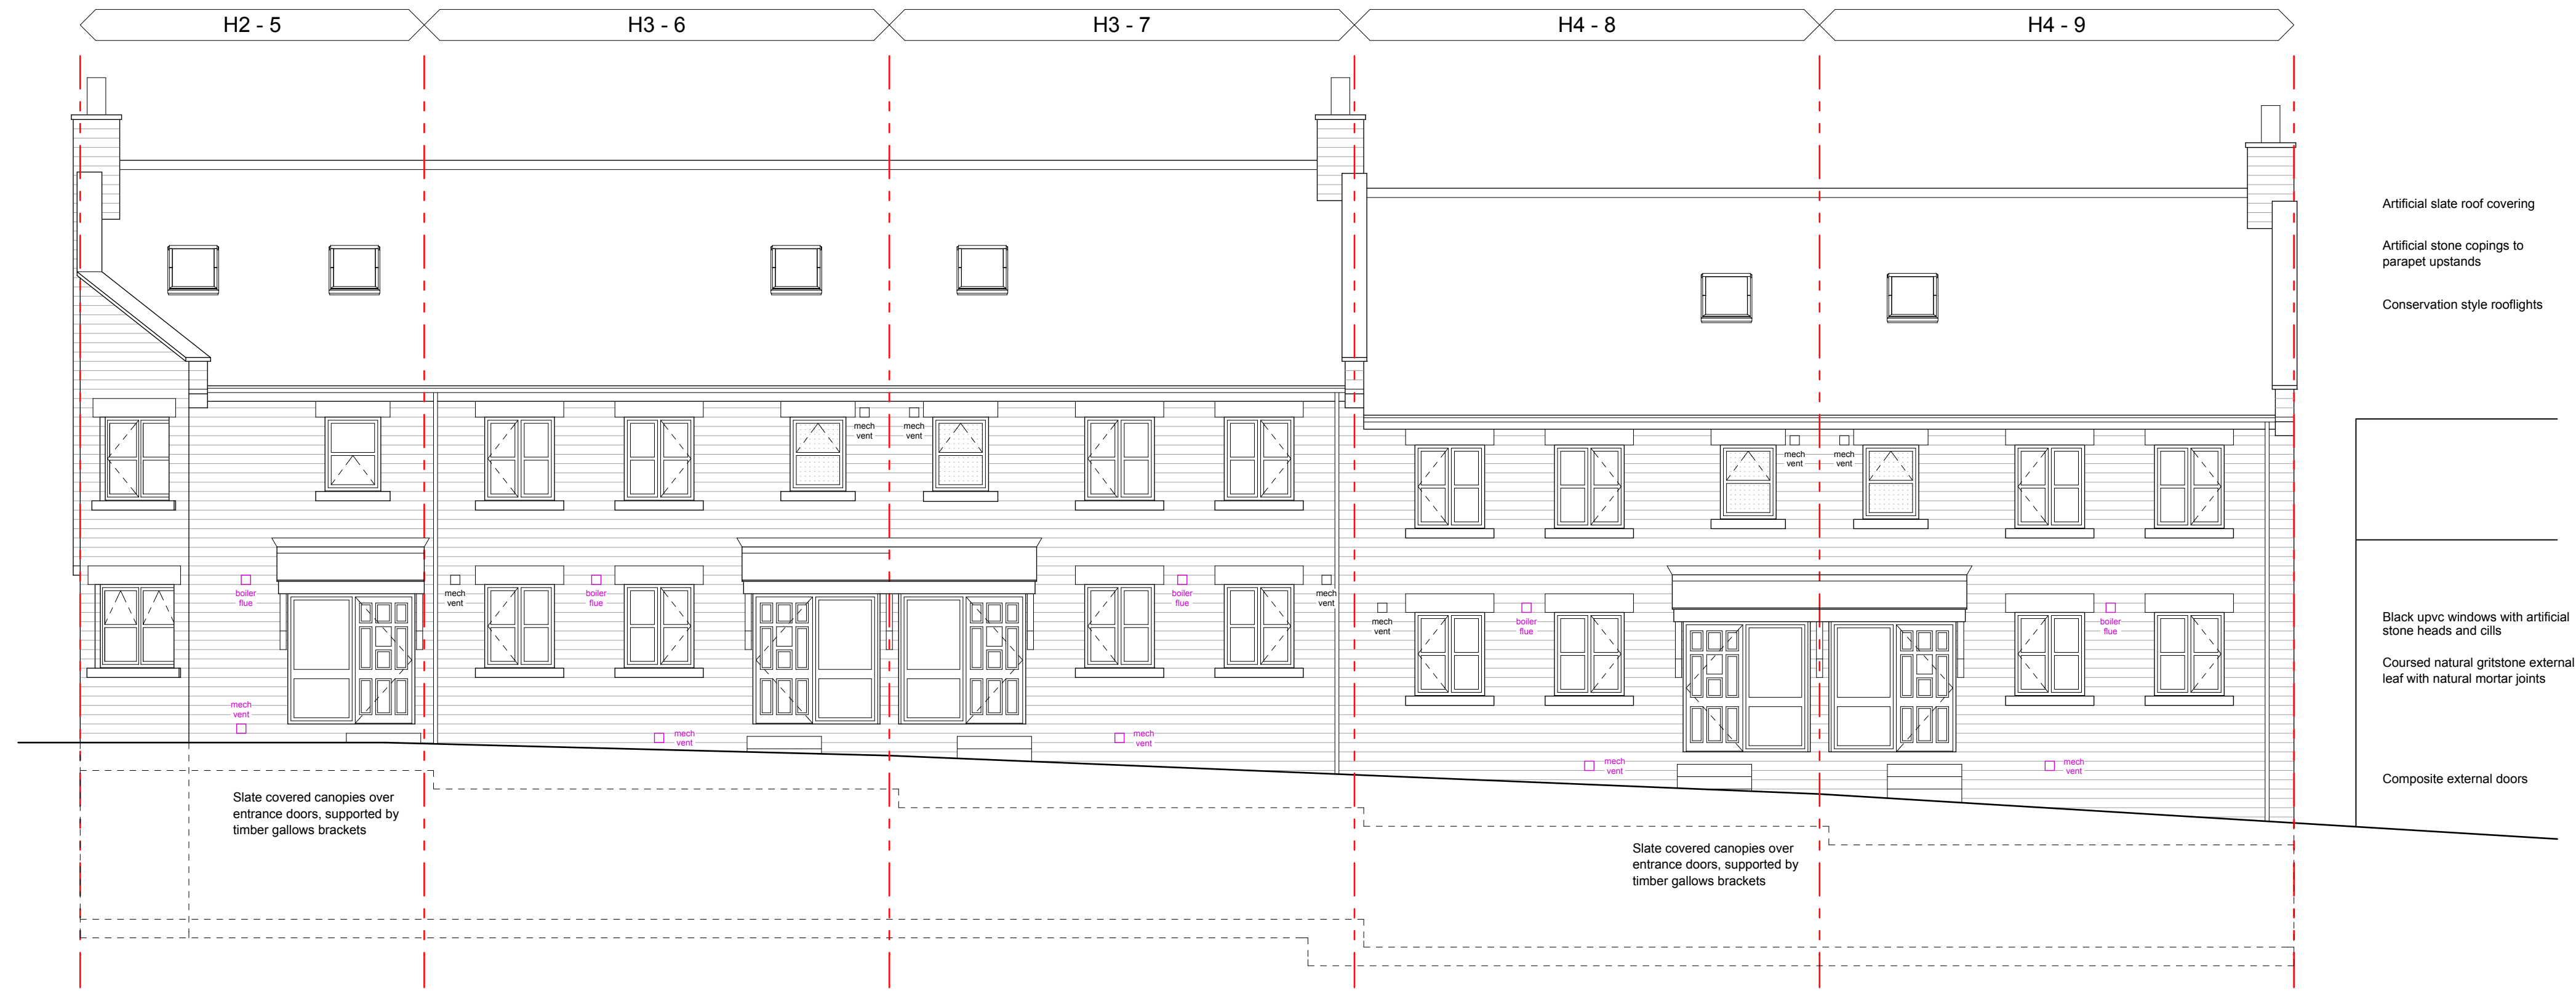 H2 - 5
H3 - 6
H3 - 7
H4 - 8
H4 - 9
Artificial slate roof covering
Artificial stone copings to
parapet upstands
Conservation style rooflights
mech
vent
mech
vent
mech
vent
mech
vent
boiler
flue
mech
vent
boiler
flue
boiler
flue
mech
vent
mech
vent
boiler
flue
boiler
flue
Black upvc windows with artificial
stone heads and cills
Coursed natural gritstone external
leaf with natural mortar joints
mech
vent
mech
vent
mech
vent
mech
vent
mech
vent
Composite external doors
Slate covered canopies over
entrance doors, supported by
timber gallows brackets
Slate covered canopies over
entrance doors, supported by
timber gallows brackets